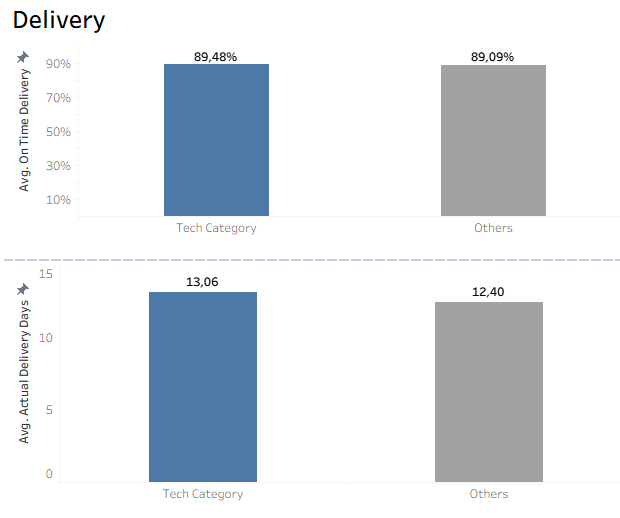 Delivery
Avg. On Time Delivery
90%
70%
50%
30%
10%
89,48%
89,09%
Tech Category
Others
Avg. Actual Delivery Days
15
10
5
0
13,06
12,40
Tech Category
Others